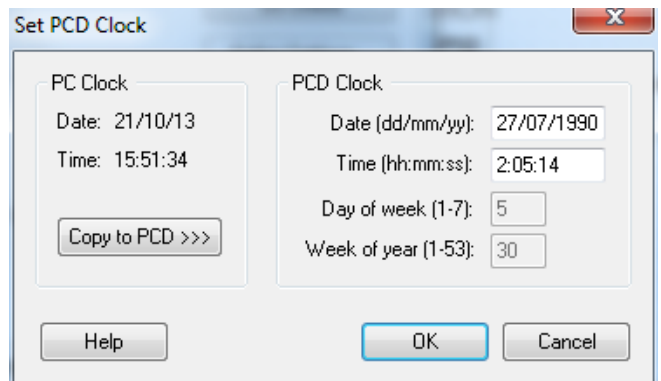 Set PCD Clock
PC Clock
Date: 21/10/13
Time: 15:51:34
Copy to PCD >>>
PCD Clock
Date (dd/mm/yy): 27/07/1990
Time (hh:mm:ss): 2:05:14
Day of week (1-7): 5
Week of year (1-53): 30
Help
OK
Cancel